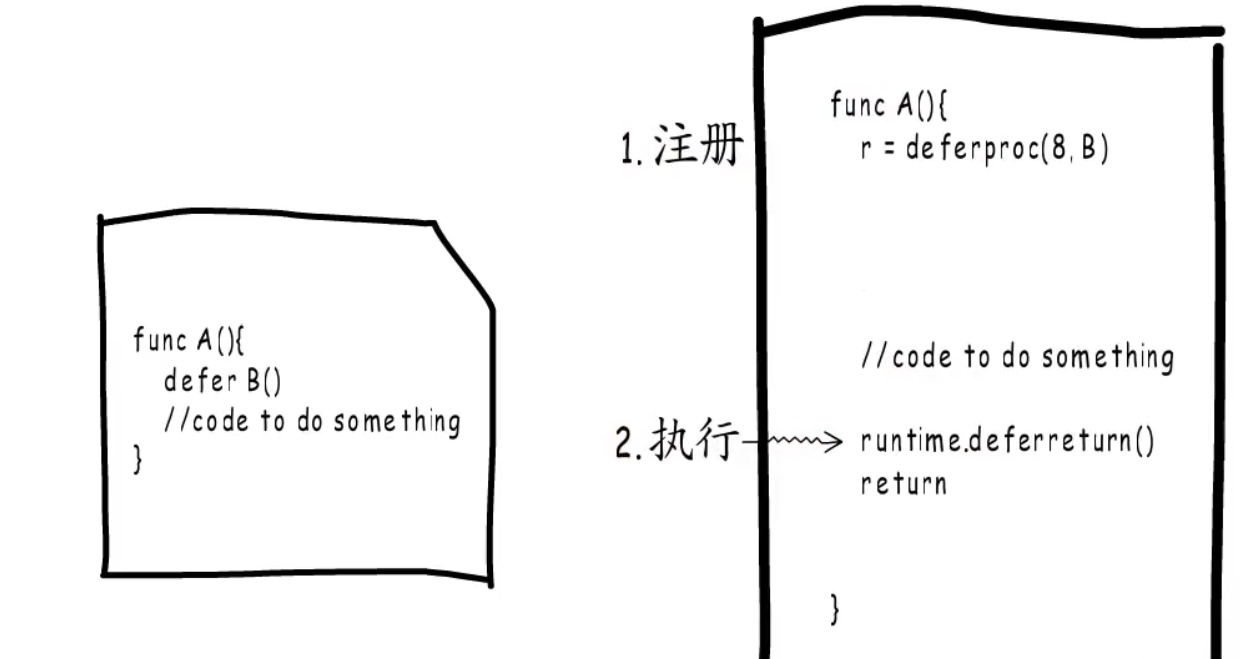 func A(){
defer B()
//code to do something
}
1.注册
func A(){
r = deferproc(8, B)
//code to do something
2.执行
runtime.deferreturn()
return
}